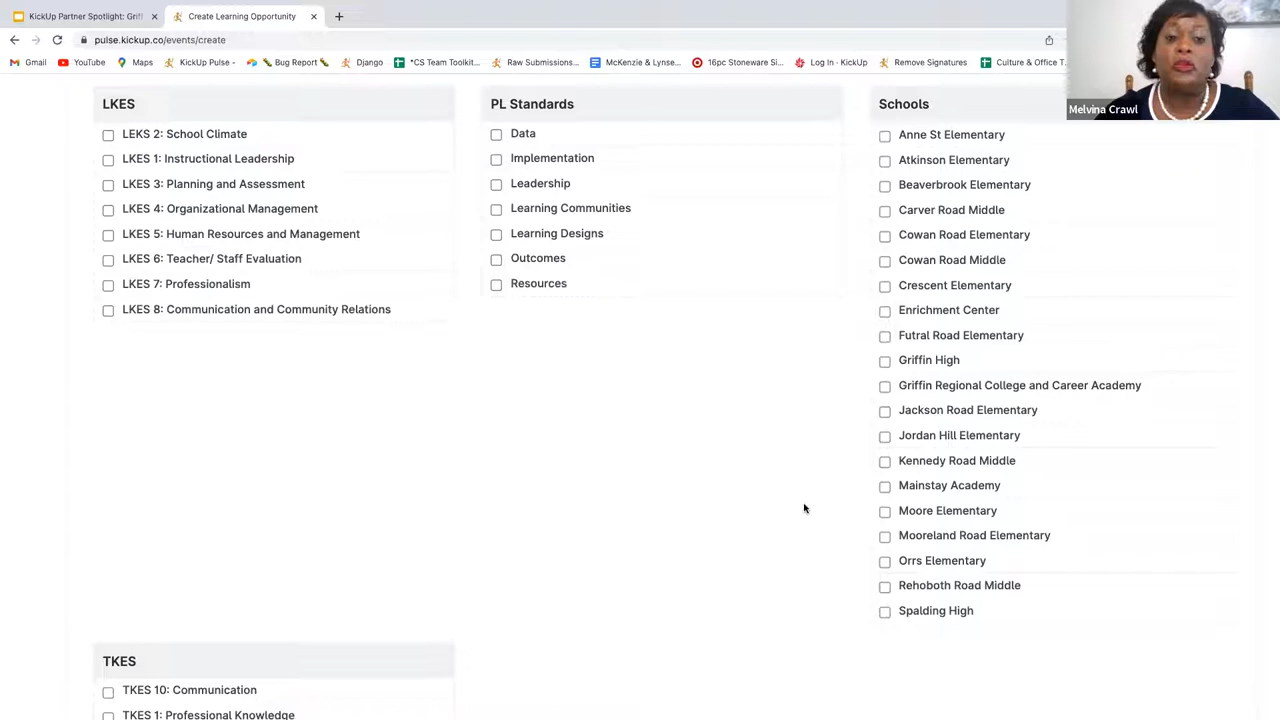 KickUp Partner Spotlight: Grif
Create Learning Opportunity
pulse.kickup.co/events/create
Gmail
YouTube
Maps
KickUp Pulse -
Bug Report
Django
*CS Team Toolkit...
Raw Submissions...
McKenzie & Lynse...
16pc Stoneware Si...
Log In · KickUp
Remove Signatures
Culture & Office T...
Melvina Crawl
LKES
LEKS 2: School Climate
LKES 1: Instructional Leadership
LKES 3: Planning and Assessment
LKES 4: Organizational Management
LKES 5: Human Resources and Management
LKES 6: Teacher/ Staff Evaluation
LKES 7: Professionalism
LKES 8: Communication and Community Relations
PL Standards
Data
Implementation
Leadership
Learning Communities
Learning Designs
Outcomes
Resources
Schools
Anne St Elementary
Atkinson Elementary
Beaverbrook Elementary
Carver Road Middle
Cowan Road Elementary
Cowan Road Middle
Crescent Elementary
Enrichment Center
Futral Road Elementary
Griffin High
Griffin Regional College and Career Academy
Jackson Road Elementary
Jordan Hill Elementary
Kennedy Road Middle
Mainstay Academy
Moore Elementary
Mooreland Road Elementary
Orrs Elementary
Rehoboth Road Middle
Spalding High
TKES
TKES 10: Communication
TKES 1: Professional Knowledge